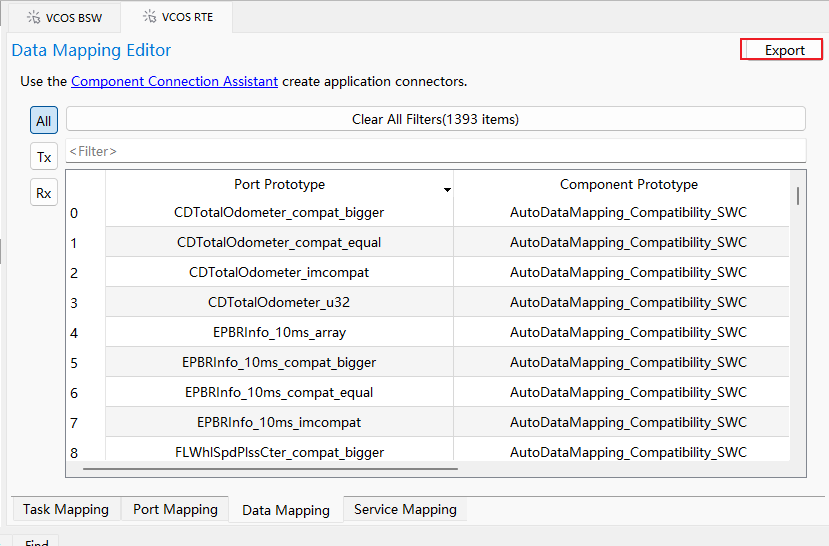 VCOS BSW
VCOS RTE
Data Mapping Editor
Export
Use the Component Connection Assistant create application connectors.
All
Clear All Filters(1393 items)
Tx
<Filter>
Rx
Port Prototype Component Prototype
0 CDTotalOdometer_compat_bigger AutoDataMapping_Compatibility_SWC
1 CDTotalOdometer_compat_equal AutoDataMapping_Compatibility_SWC
2 CDTotalOdometer_imcompat AutoDataMapping_Compatibility_SWC
3 CDTotalOdometer_u32 AutoDataMapping_Compatibility_SWC
4 EPBRInfo_10ms_array AutoDataMapping_Compatibility_SWC
5 EPBRInfo_10ms_compat_bigger AutoDataMapping_Compatibility_SWC
6 EPBRInfo_10ms_compat_equal AutoDataMapping_Compatibility_SWC
7 EPBRInfo_10ms_imcompat AutoDataMapping_Compatibility_SWC
8 FLWhlSpdPlssCter_compat_bigger AutoDataMapping_Compatibility_SWC
Task Mapping Port Mapping Data Mapping Service Mapping
Find